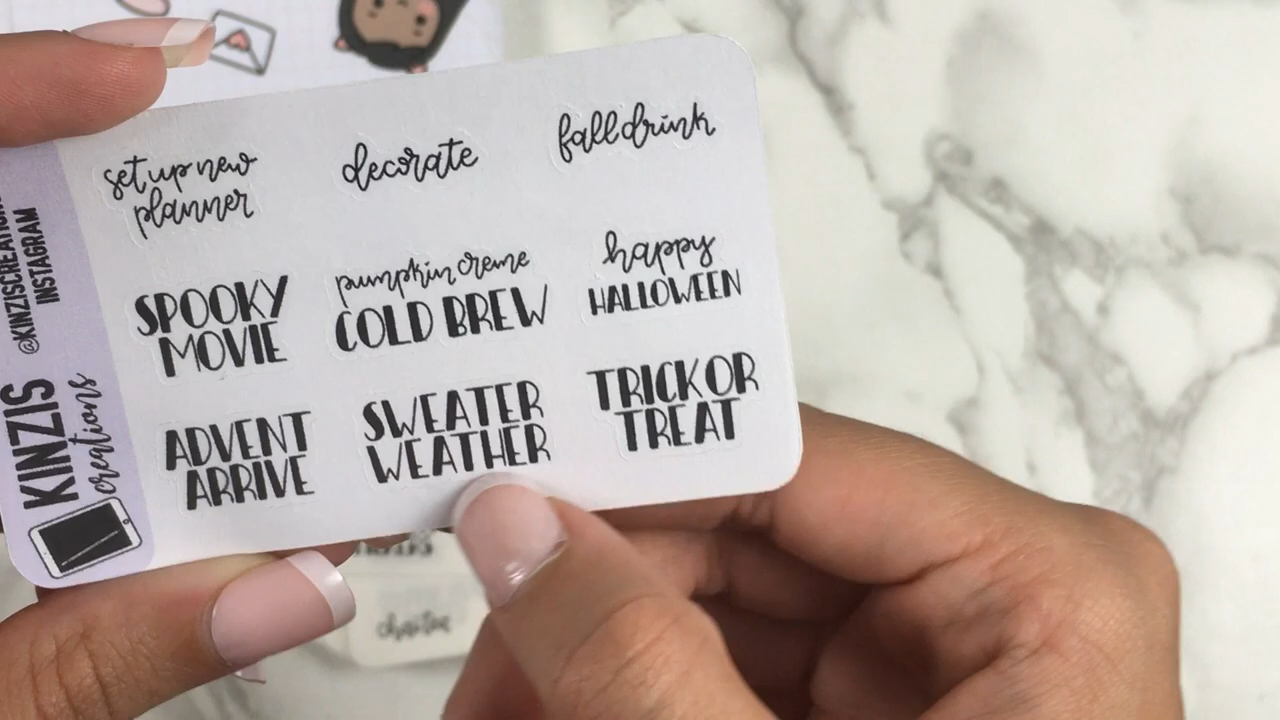 set up new
planner
decorate
fall drink
SPOOKY
MOVIE
pumpkin creme
COLD BREW
happy
HALLOWEEN
ADVENT
ARRIVE
SWEATER
WEATHER
TRICK OR
TREAT
KINZIS
creations
INSTAGRAM